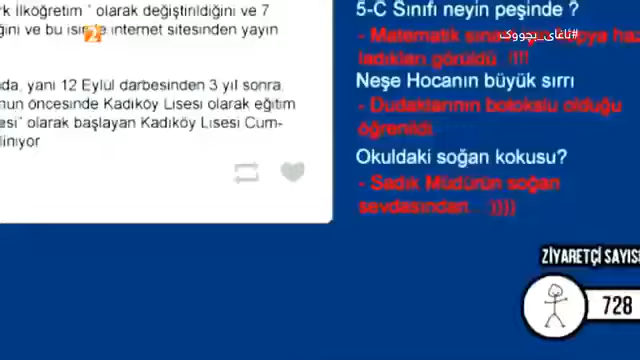 rk İlköğretim " olarak değiştirildiğini ve 7
ğini ve bu isimle internet sitesinden yayın
da, yani 12 Eylül darbesinden 3 yıl sonra,
nun öncesinde Kadıköy Lisesi olarak eğitim
esi" olarak başlayan Kadıköy Lisesi Cum-
liniyor
5-C Sınıfı neyin peşinde ?
- Matematik
ladıkları görüldü !!!!
#ئاغای_بچووک
Neşe Hocanın büyük sırrı
- Dudaklarının botokslu olduğu
öğrenildi.
Okuldaki soğan kokusu?
- Sadık Müdürün soğan
sevdasından...))))
ZİYARETÇİ SAYIS
728